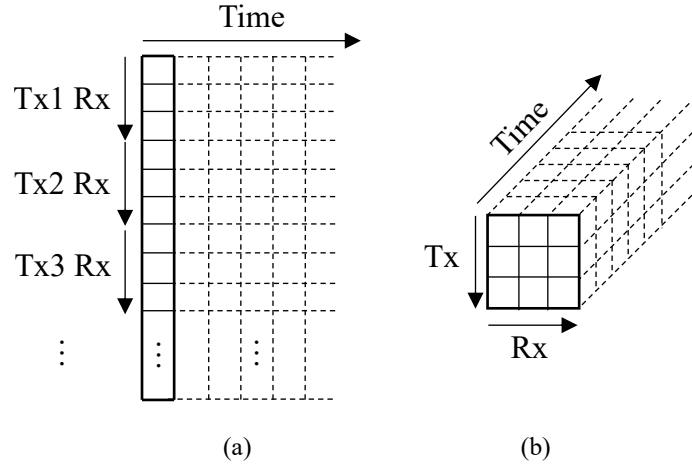 Time
Tx1 Rx
Tx2 Rx
Tx3 Rx
⋮ ⋮ ⋮
(a)
Time
Tx
Rx
(b)